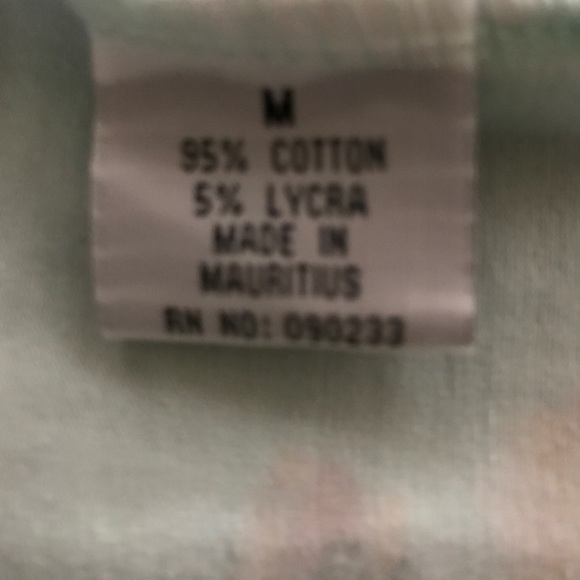 M
95% COTTON
5% LYCRA
MADE IN
MAURITIUS
RN NO: 090233